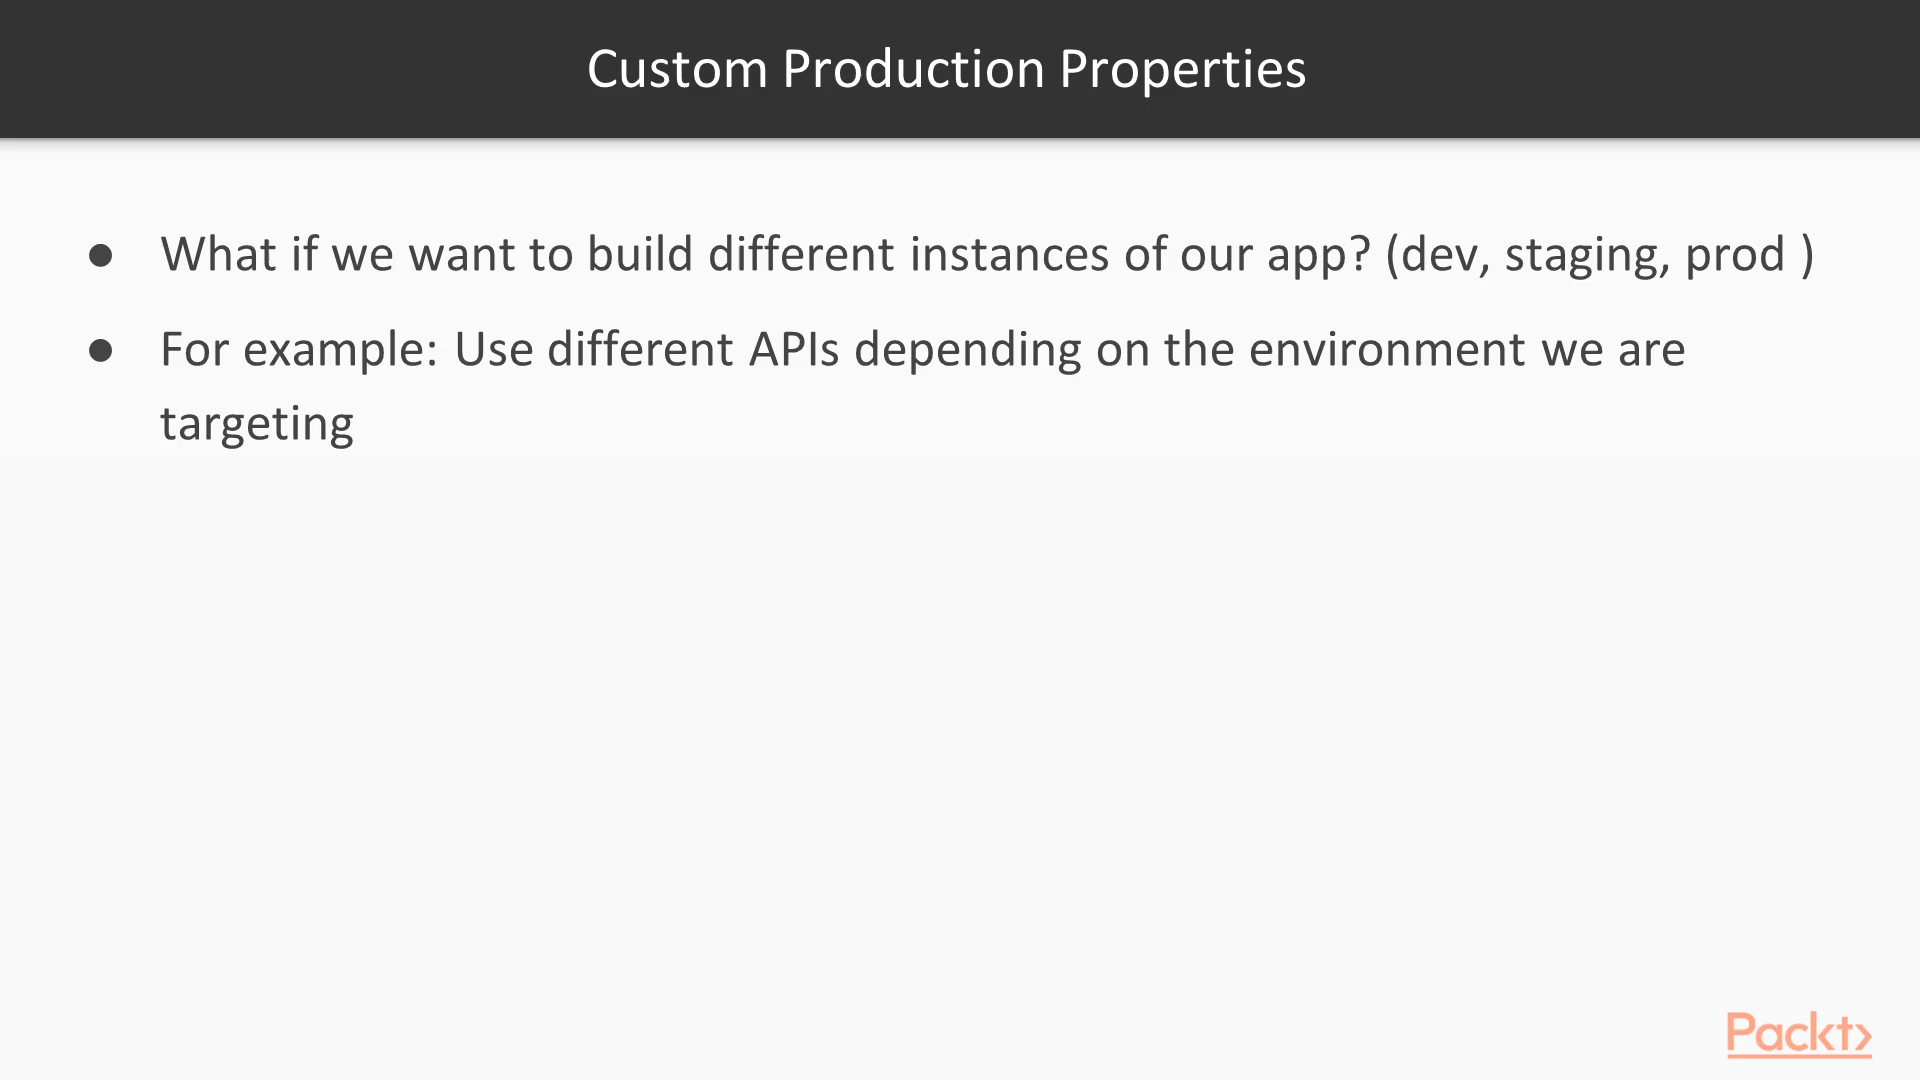 Custom Production Properties
● What if we want to build different instances of our app? (dev, staging, prod )
● For example: Use different APIs depending on the environment we are
targeting
Packt>